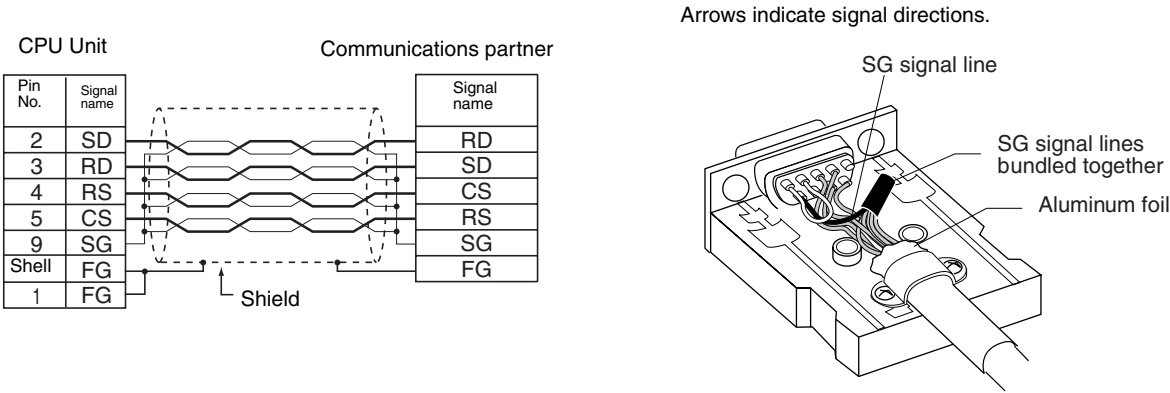 Arrows indicate signal directions.
CPU Unit
Communications partner
Pin No.
Signal name
2 SD
3 RD
4 RS
5 CS
9 SG
Shell FG
1 FG
Shield
Signal name
RD
SD
CS
RS
SG
FG
SG signal line
SG signal lines
bundled together
Aluminum foil